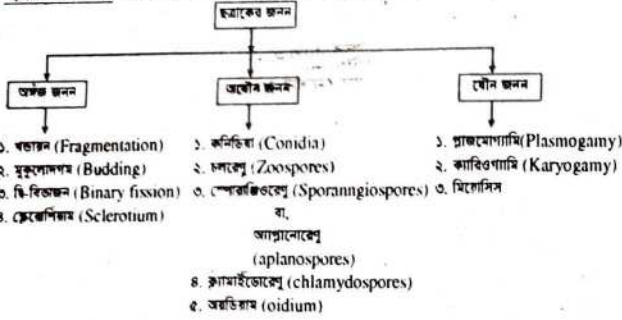 ছত্রাকের জনন
অঙ্গজ জনন
অযৌন জনন
যৌন জনন
১. খন্ডায়ন (Fragmentation)
২. মুকুলোদগম (Budding)
৩. দ্বি-বিভাজন (Binary fission)
৪. স্ক্লেরোশিয়াম (Sclerotium)
১. কনিডিয়া (Conidia)
২. চলরেণু (Zoospores)
৩. স্পোরাঞ্জিওরেণু (Sporanngiospores)
বা,
অ্যাপ্লানোরেণু
(aplanospores)
৪. ক্লামাইডোরেণু (chlamydospores)
৫. অয়ডিয়াম (oidium)
১. প্লাজমোগ্যামি(Plasmogamy)
২. ক্যারিওগ্যামি (Karyogamy)
৩. মিয়োসিস